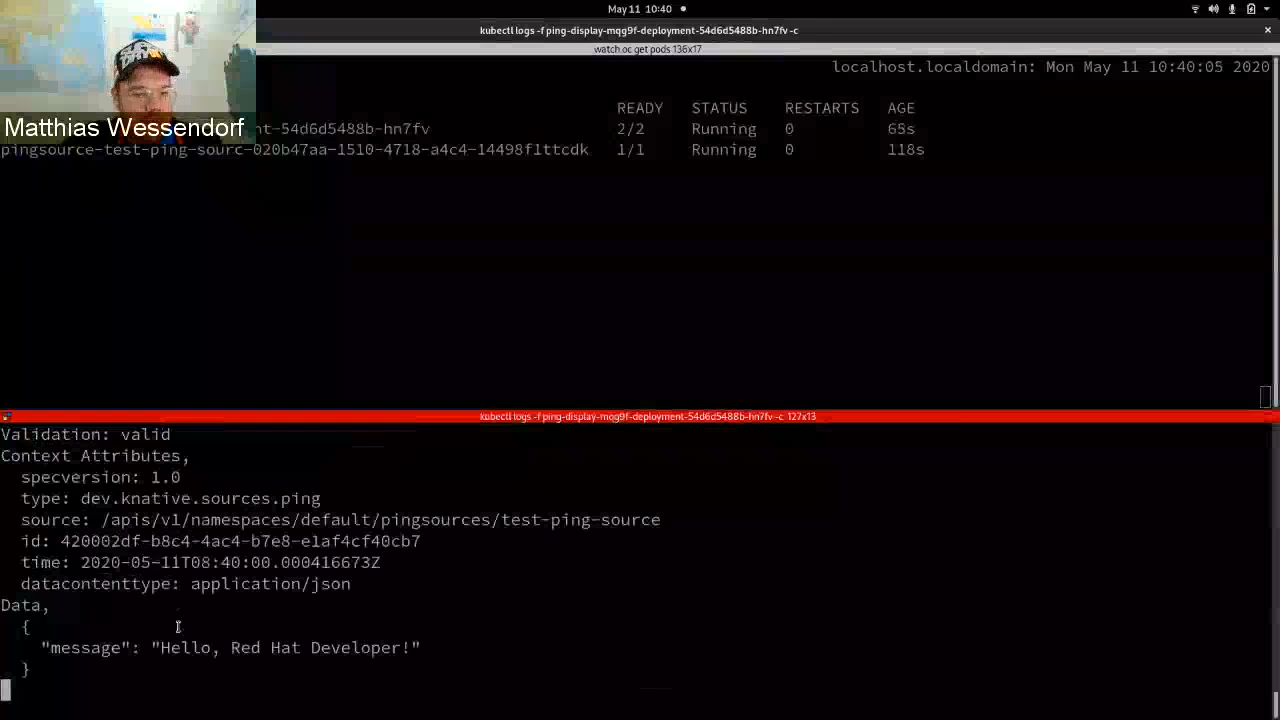 May 11 10:40
kubectl logs -f ping-display-mqg9f-deployment-54d6d5488b-hn7fv -c
watch oc get pods 136x17
localhost.localdomain: Mon May 11 10:40:05 2020
READY STATUS RESTARTS AGE
Matthias Wessendorf
nt-54d6d5488b-hn7fv 2/2 Running 0 65s
pingsource-test-ping-sourc-020b47aa-1510-4718-a4c4-14498f1ttcdk 1/1 Running 0 118s
kubectl logs -f ping-display-mqg9f-deployment-54d6d5488b-hn7fv -c 127x13
Validation: valid
Context Attributes,
specversion: 1.0
type: dev.knative.sources.ping
source: /apis/v1/namespaces/default/pingsources/test-ping-source
id: 420002df-b8c4-4ac4-b7e8-e1af4cf40cb7
time: 2020-05-11T08:40:00.000416673Z
datacontenttype: application/json
Data,
{
"message": "Hello, Red Hat Developer!"
}